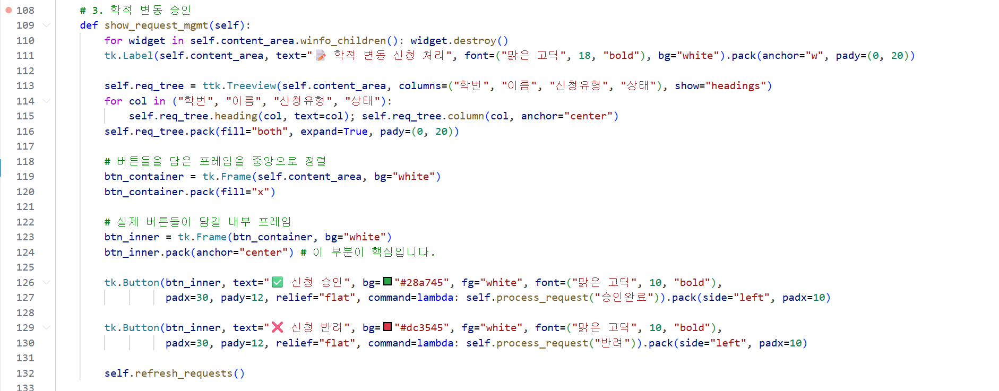 108 # 3. 학적 변동 승인
109 def show_request_mgmt(self):
110 for widget in self.content_area.winfo_children(): widget.destroy()
111 tk.Label(self.content_area, text="📝 학적 변동 신청 처리", font=("맑은 고딕", 18, "bold"), bg="white").pack(anchor="w", pady=(0, 20))
112
113 self.req_tree = ttk.Treeview(self.content_area, columns=("학번", "이름", "신청유형", "상태"), show="headings")
114 for col in ("학번", "이름", "신청유형", "상태"):
115 self.req_tree.heading(col, text=col); self.req_tree.column(col, anchor="center")
116 self.req_tree.pack(fill="both", expand=True, pady=(0, 20))
117
118 # 버튼들을 담은 프레임을 중앙으로 정렬
119 btn_container = tk.Frame(self.content_area, bg="white")
120 btn_container.pack(fill="x")
121
122 # 실제 버튼들이 담길 내부 프레임
123 btn_inner = tk.Frame(btn_container, bg="white")
124 btn_inner.pack(anchor="center") # 이 부분이 핵심입니다.
125
126 tk.Button(btn_inner, text="✅ 신청 승인", bg="#28a745", fg="white", font=("맑은 고딕", 10, "bold"),
127 padx=30, pady=12, relief="flat", command=lambda: self.process_request("승인완료")).pack(side="left", padx=10)
128
129 tk.Button(btn_inner, text="❌ 신청 반려", bg="#dc3545", fg="white", font=("맑은 고딕", 10, "bold"),
130 padx=30, pady=12, relief="flat", command=lambda: self.process_request("반려")).pack(side="left", padx=10)
131
132 self.refresh_requests()
133